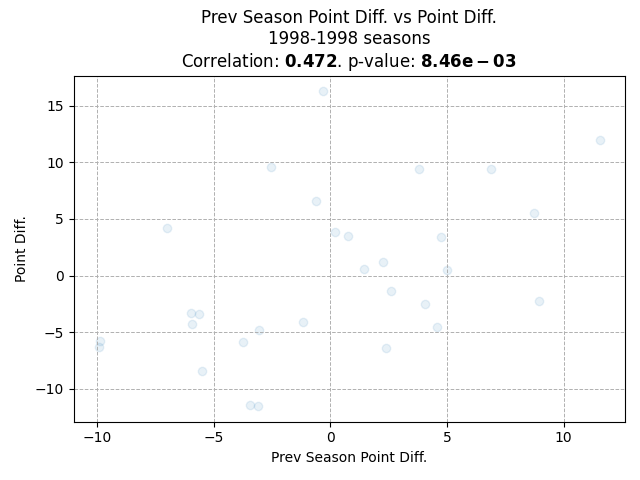 Prev Season Point Diff. vs Point Diff.
1998-1998 seasons
Correlation: 0.472. p-value: 8.46e − 03
15
10
5
0
−5
−10
Point Diff.
−10
−5
0
5
10
Prev Season Point Diff.